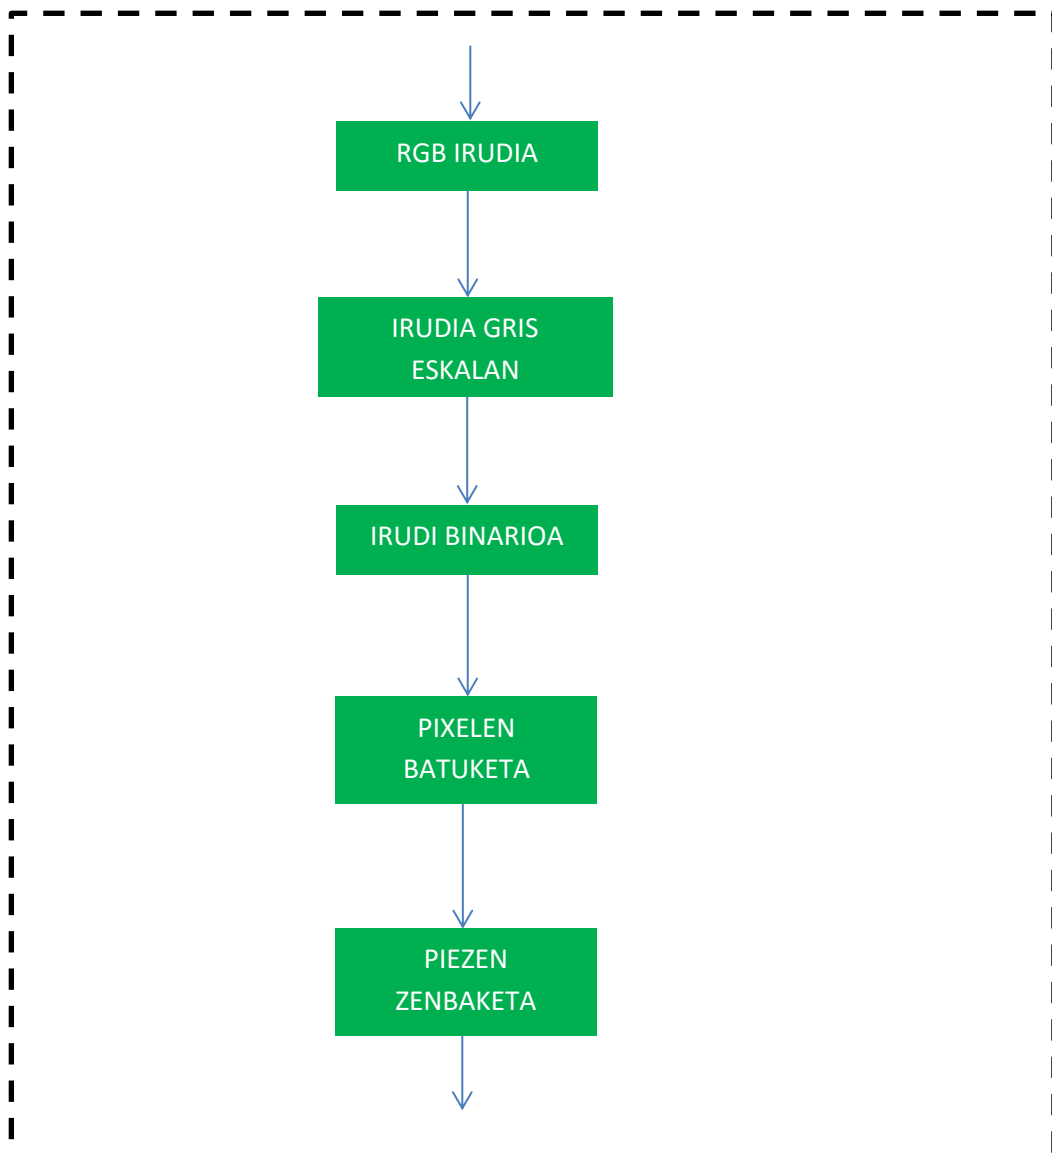 RGB IRUDIA
IRUDIA GRIS
ESKALAN
IRUDI BINARIOA
PIXELEN
BATUKETA
PIEZEN
ZENBAKETA